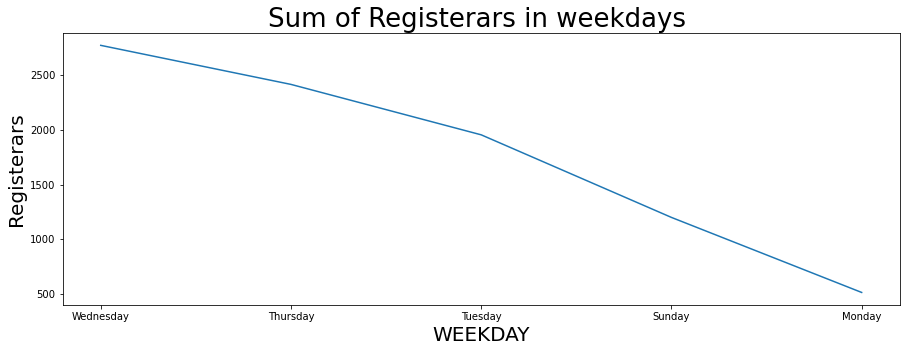 Sum of Registerars in weekdays
Registerars
2500
2000
1500
1000
500
Wednesday Thursday Tuesday Sunday Monday
WEEKDAY